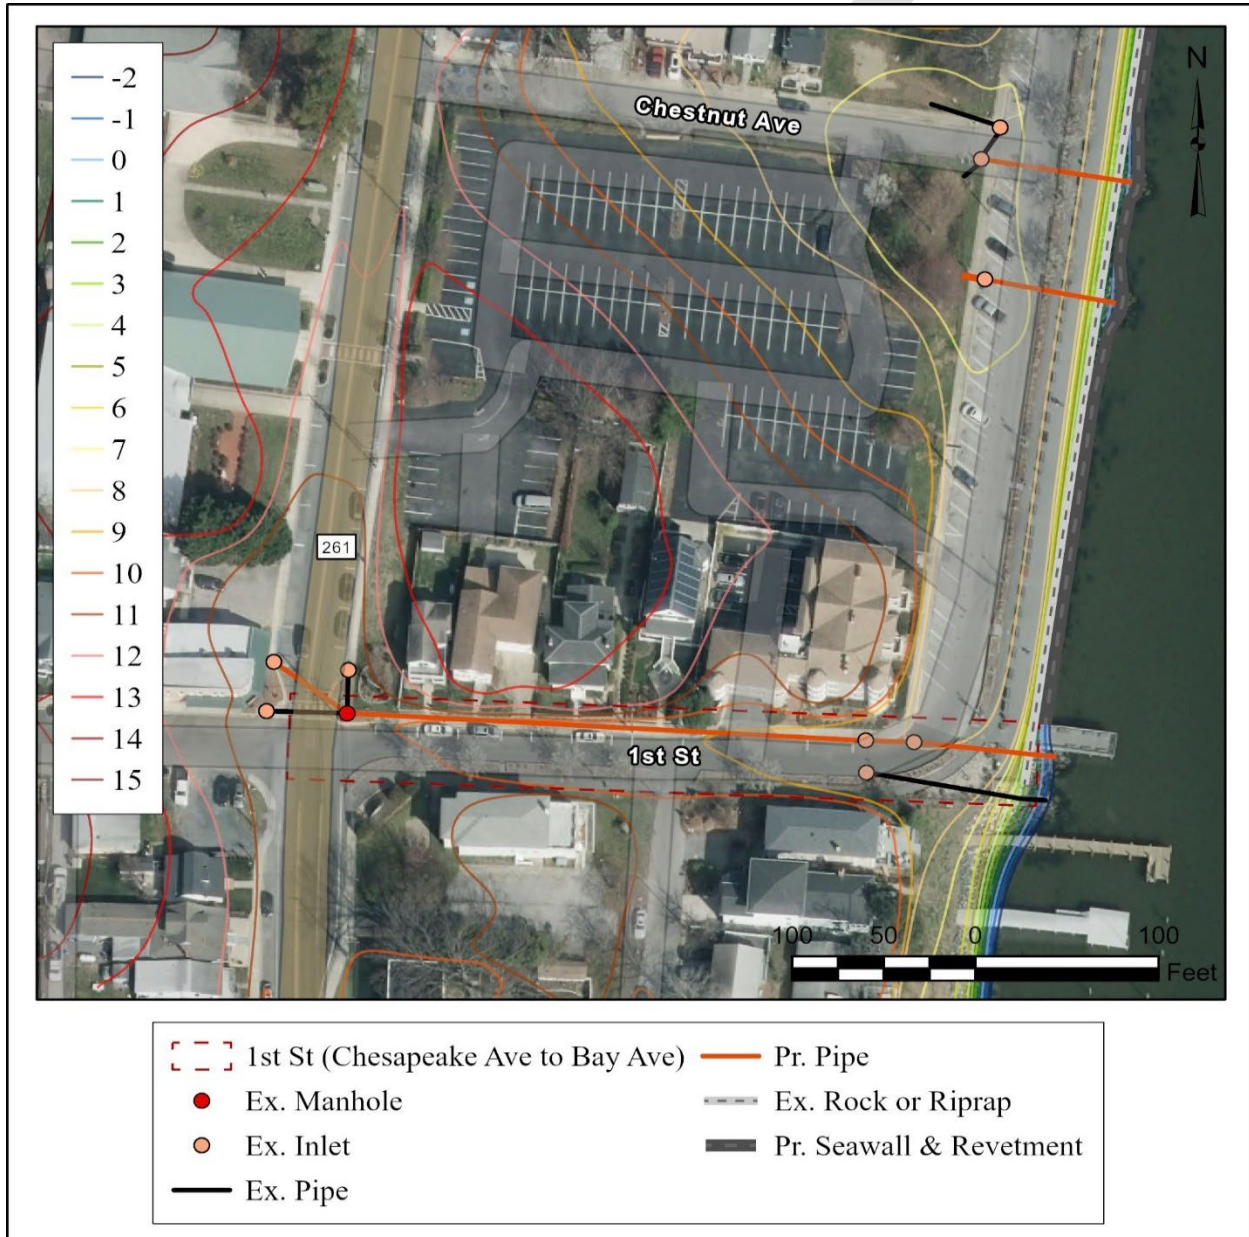 -2
-1
0
1
2
3
4
5
6
7
8
9
10
11
12
13
14
15
Chestnut Ave
N
261
1st St
100 50 0 100
Feet
1st St (Chesapeake Ave to Bay Ave)
Ex. Manhole
Ex. Inlet
Ex. Pipe
Pr. Pipe
Ex. Rock or Riprap
Pr. Seawall & Revetment